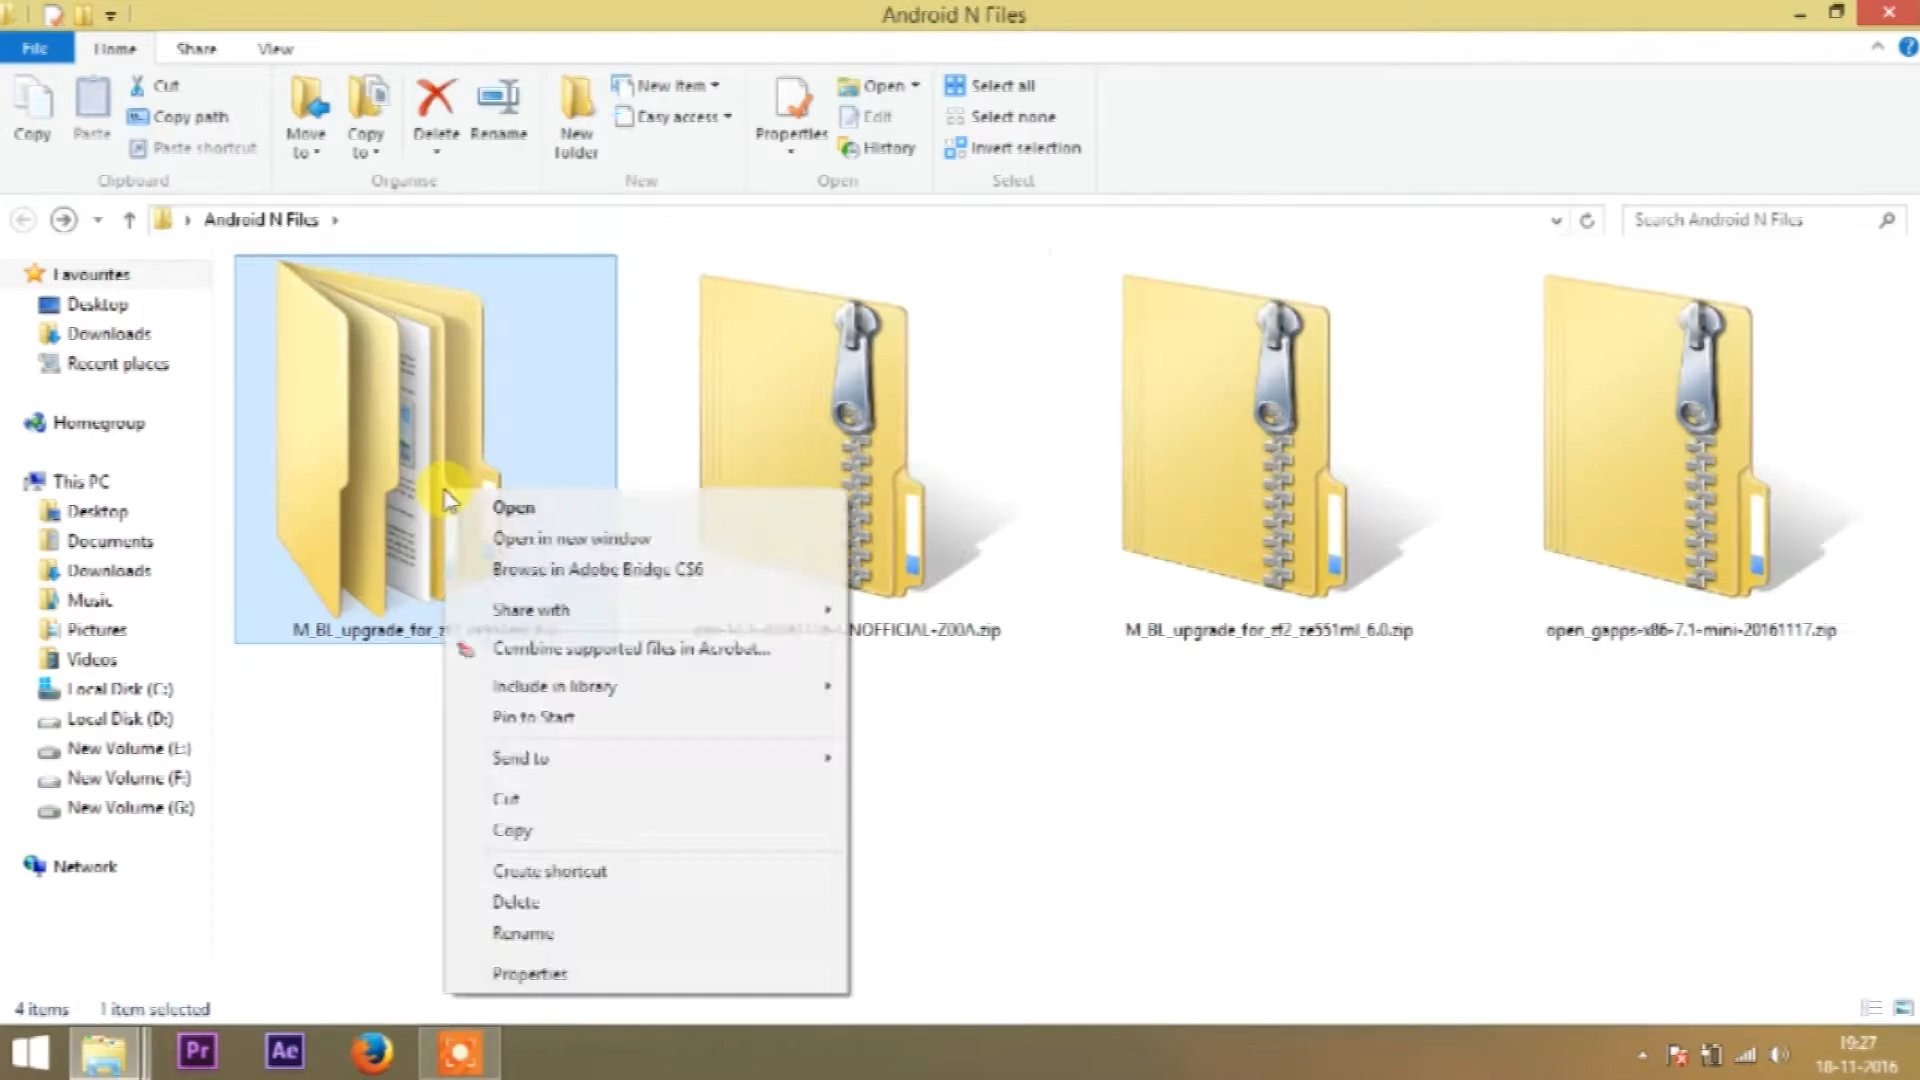 Android N Files
File
Home
Share
View
Copy
Paste
Cut
Copy path
Paste shortcut
Clipboard
Move to
Copy to
Delete
Rename
Organise
New folder
New item
Easy access
New
Properties
Open
Edit
History
Open
Select all
Select none
Invert selection
Select
Android N Files
Search Android N Files
Favourites
Desktop
Downloads
Recent places
Homegroup
This PC
Desktop
Documents
Downloads
Music
Pictures
Videos
Local Disk (C:)
Local Disk (D:)
New Volume (E:)
New Volume (F:)
New Volume (G:)
Network
M_BL_upgrade_for_z
NOFFICIAL-Z00A.zip
M_BL_upgrade_for_zf2_ze551ml_6.0.zip
open_gapps-x86-7.1-mini-20161117.zip
Open
Open in new window
Browse in Adobe Bridge CS6
Share with
Combine supported files in Acrobat...
Include in library
Pin to Start
Send to
Cut
Copy
Create shortcut
Delete
Rename
Properties
4 items
1 item selected
Pr
Ae
19:27
18-11-2016